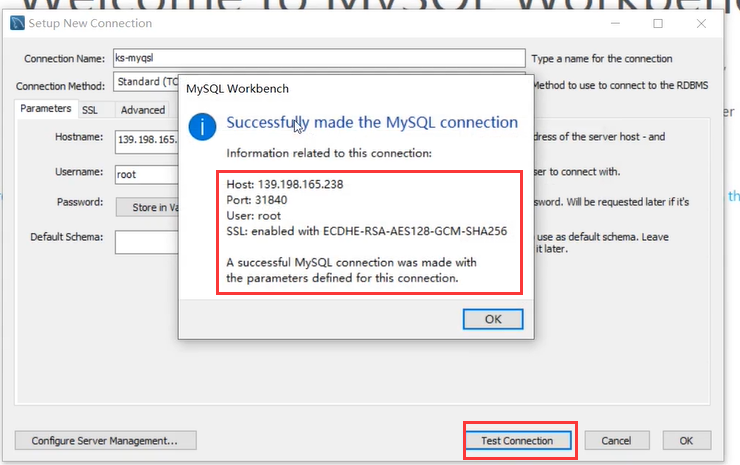 Welcome to MySQL Workbench
Setup New Connection
Connection Name:
ks-myqsl
Type a name for the connection
Connection Method:
Standard (TC
Method to use to connect to the RDBMS
Parameters
SSL
Advanced
Hostname:
139.198.165.
dress of the server host - and
Username:
root
ser to connect with.
Password:
Store in Va
sword. Will be requested later if it's
Default Schema:
use as default schema. Leave
it later.
MySQL Workbench
Successfully made the MySQL connection
Information related to this connection:
Host: 139.198.165.238
Port: 31840
User: root
SSL: enabled with ECDHE-RSA-AES128-GCM-SHA256
A successful MySQL connection was made with
the parameters defined for this connection.
OK
Configure Server Management...
Test Connection
Cancel
OK
er
th